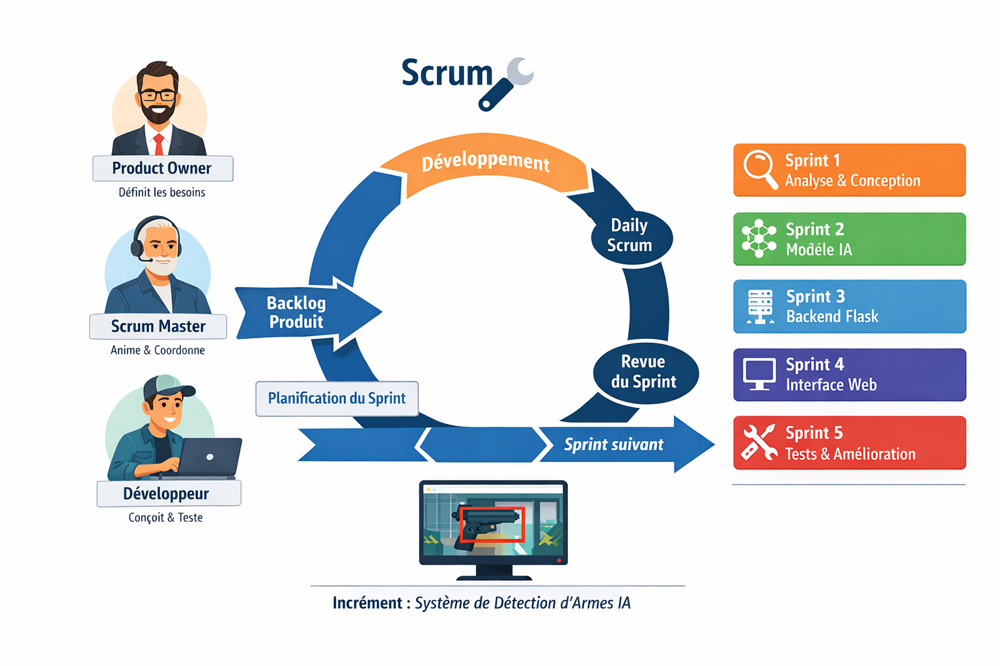 Scrum
Product Owner
Définit les besoins
Scrum Master
Anime & Coordonne
Développeur
Conçoit & Teste
Développement
Daily
Scrum
Backlog
Produit
Revue
du Sprint
Planification du Sprint
Sprint suivant
Sprint 1
Analyse & Conception
Sprint 2
Modéle IA
Sprint 3
Backend Flask
Sprint 4
Interface Web
Sprint 5
Tests & Amélioration
Incrément : Système de Détection d'Armes IA